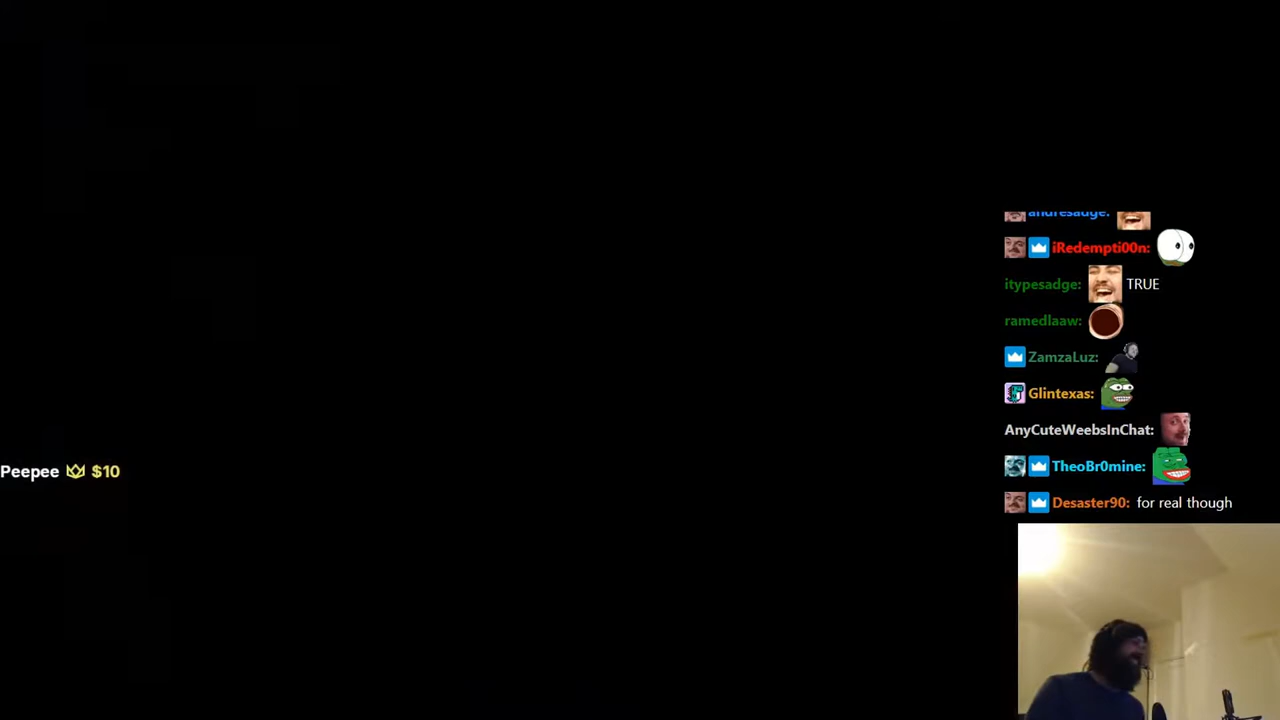 andresadge:
iRedempti00n:
itypesadge: TRUE
ramedlaaw:
ZamzaLuz:
Glintexas:
AnyCuteWeebsInChat:
Peepee $10
TheoBr0mine:
Desaster90: for real though